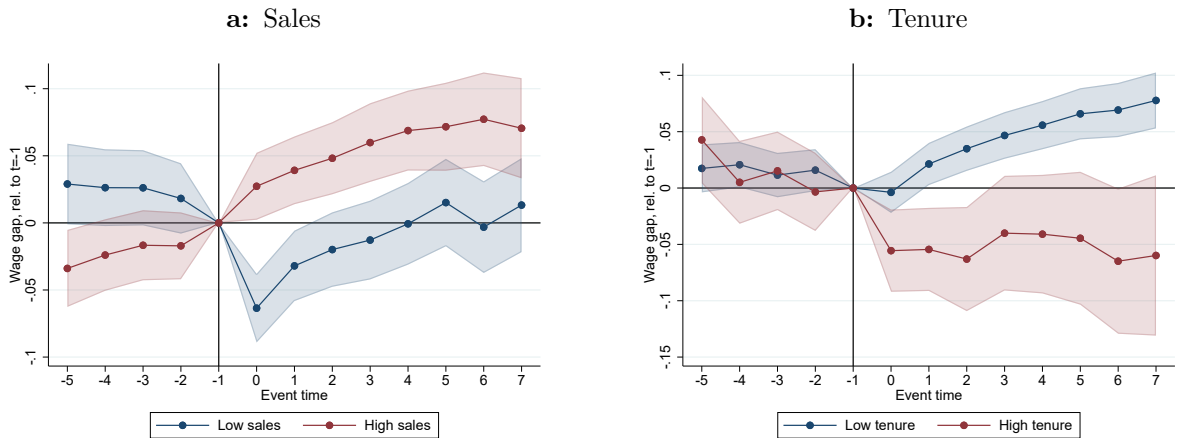 a: Sales
Wage gap, rel. to t=-1
.1
.05
0
-.05
-.1
-5 -4 -3 -2 -1 0 1 2 3 4 5 6 7
Event time
Low sales High sales
b: Tenure
Wage gap, rel. to t=-1
.1
.05
0
-.05
-.1
-.15
-5 -4 -3 -2 -1 0 1 2 3 4 5 6 7
Event time
Low tenure High tenure